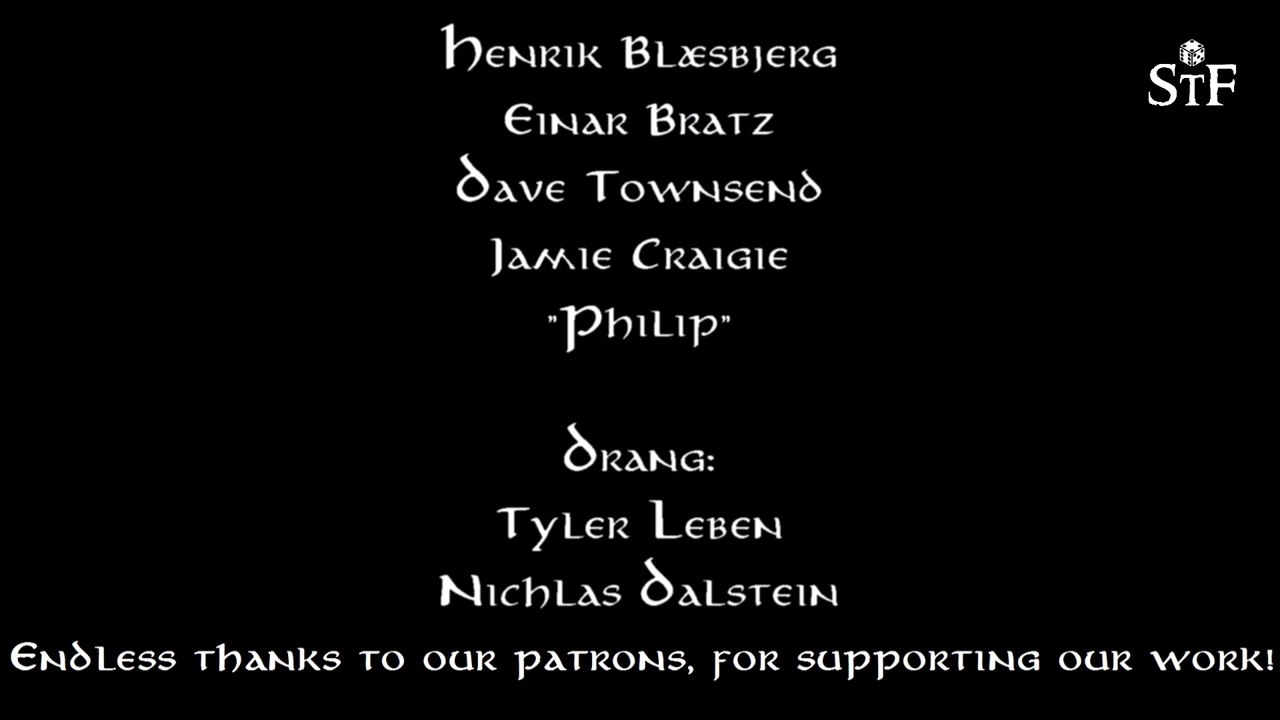 Henrik Blæsbjerg
STF
Einar Bratz
Dave Townsend
Jamie Craigie
"Philip"
Drang:
Tyler Leben
Nichlas Dalstein
Endless thanks to our patrons, for supporting our work!